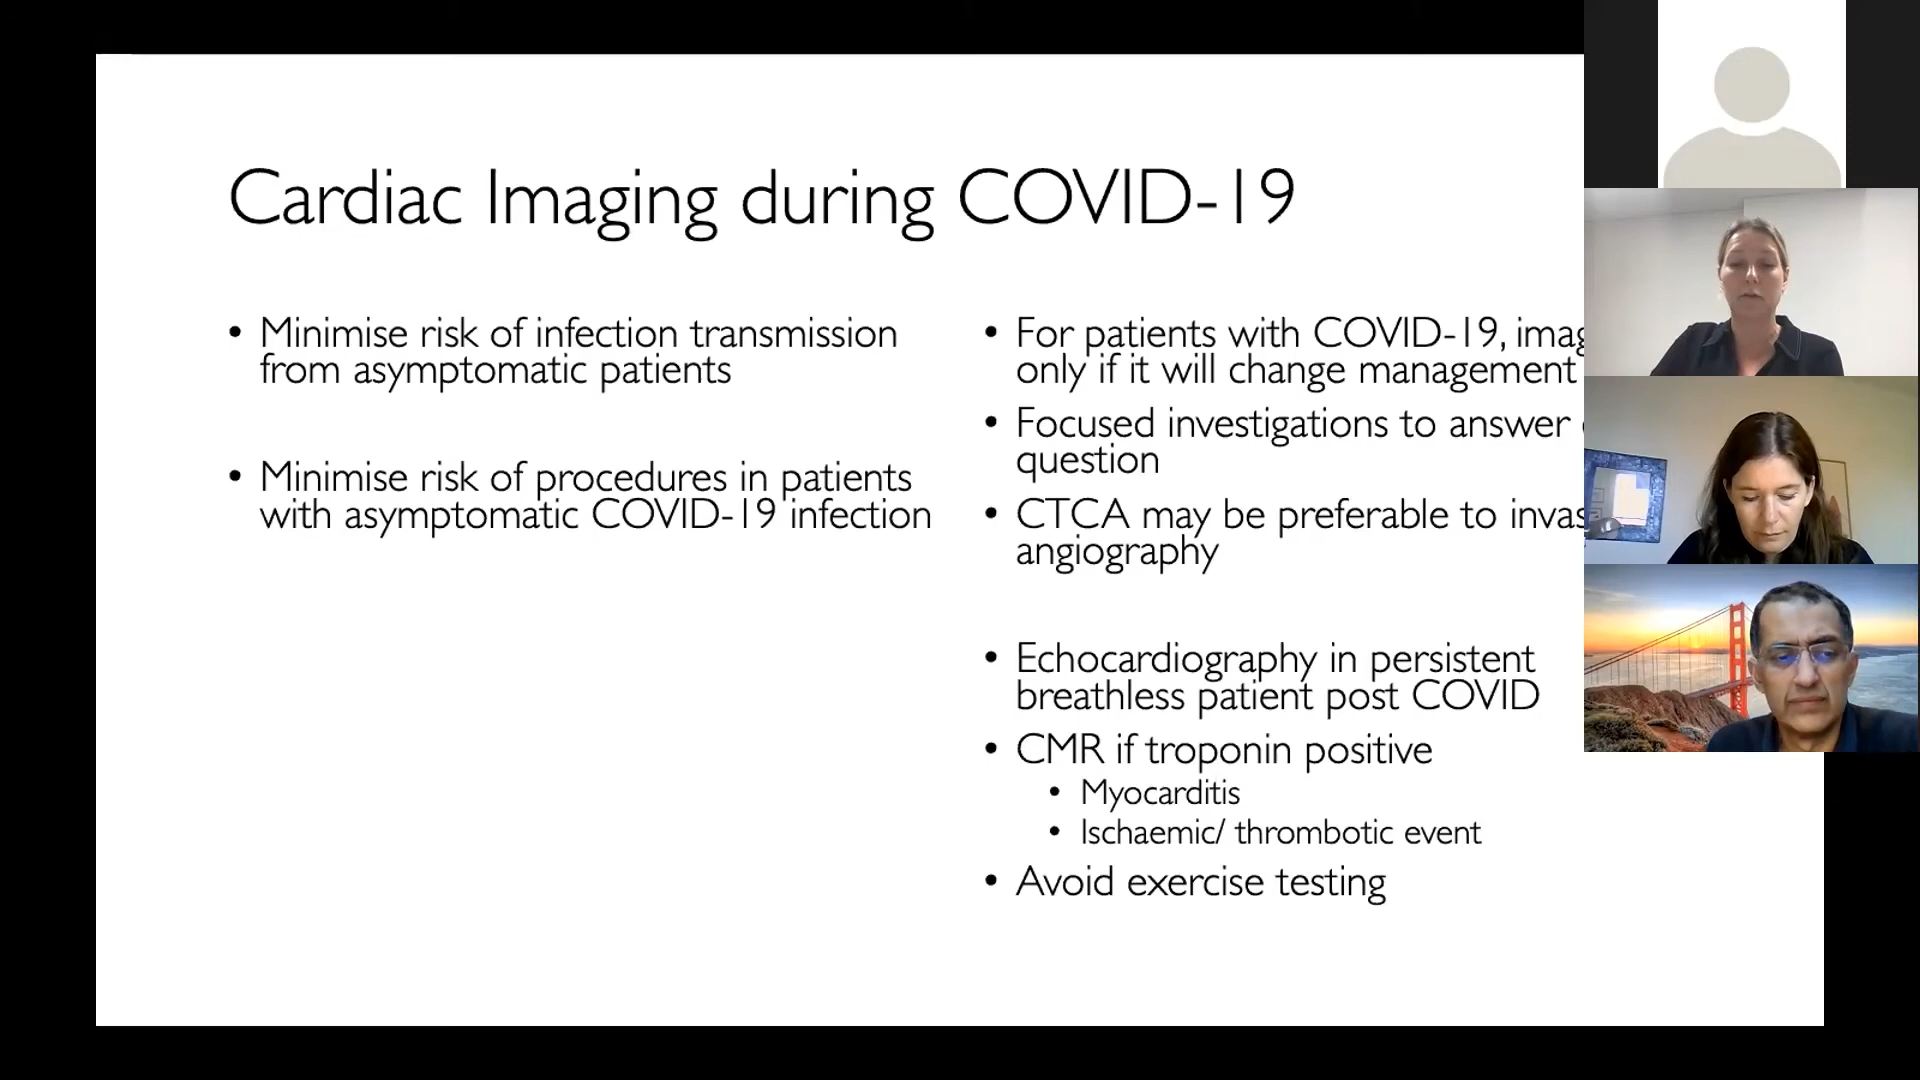 Cardiac Imaging during COVID-19
• Minimise risk of infection transmission
from asymptomatic patients
• Minimise risk of procedures in patients
with asymptomatic COVID-19 infection
• For patients with COVID-19,
only if it will change management
• Focused investigations to answer
question
• CTCA may be preferable to
angiography
• Echocardiography in persistent
breathless patient post COVID
• CMR if troponin positive
• Myocarditis
• Ischaemic/ thrombotic event
• Avoid exercise testing